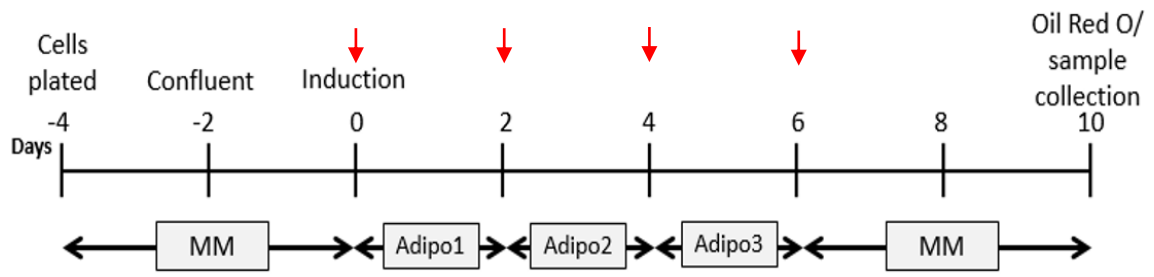 Cells
plated
Confluent
Induction
Oil Red O/
sample
collection
-4 -2 0 2 4 6 8 10
Days
MM Adipo1 Adipo2 Adipo3 MM